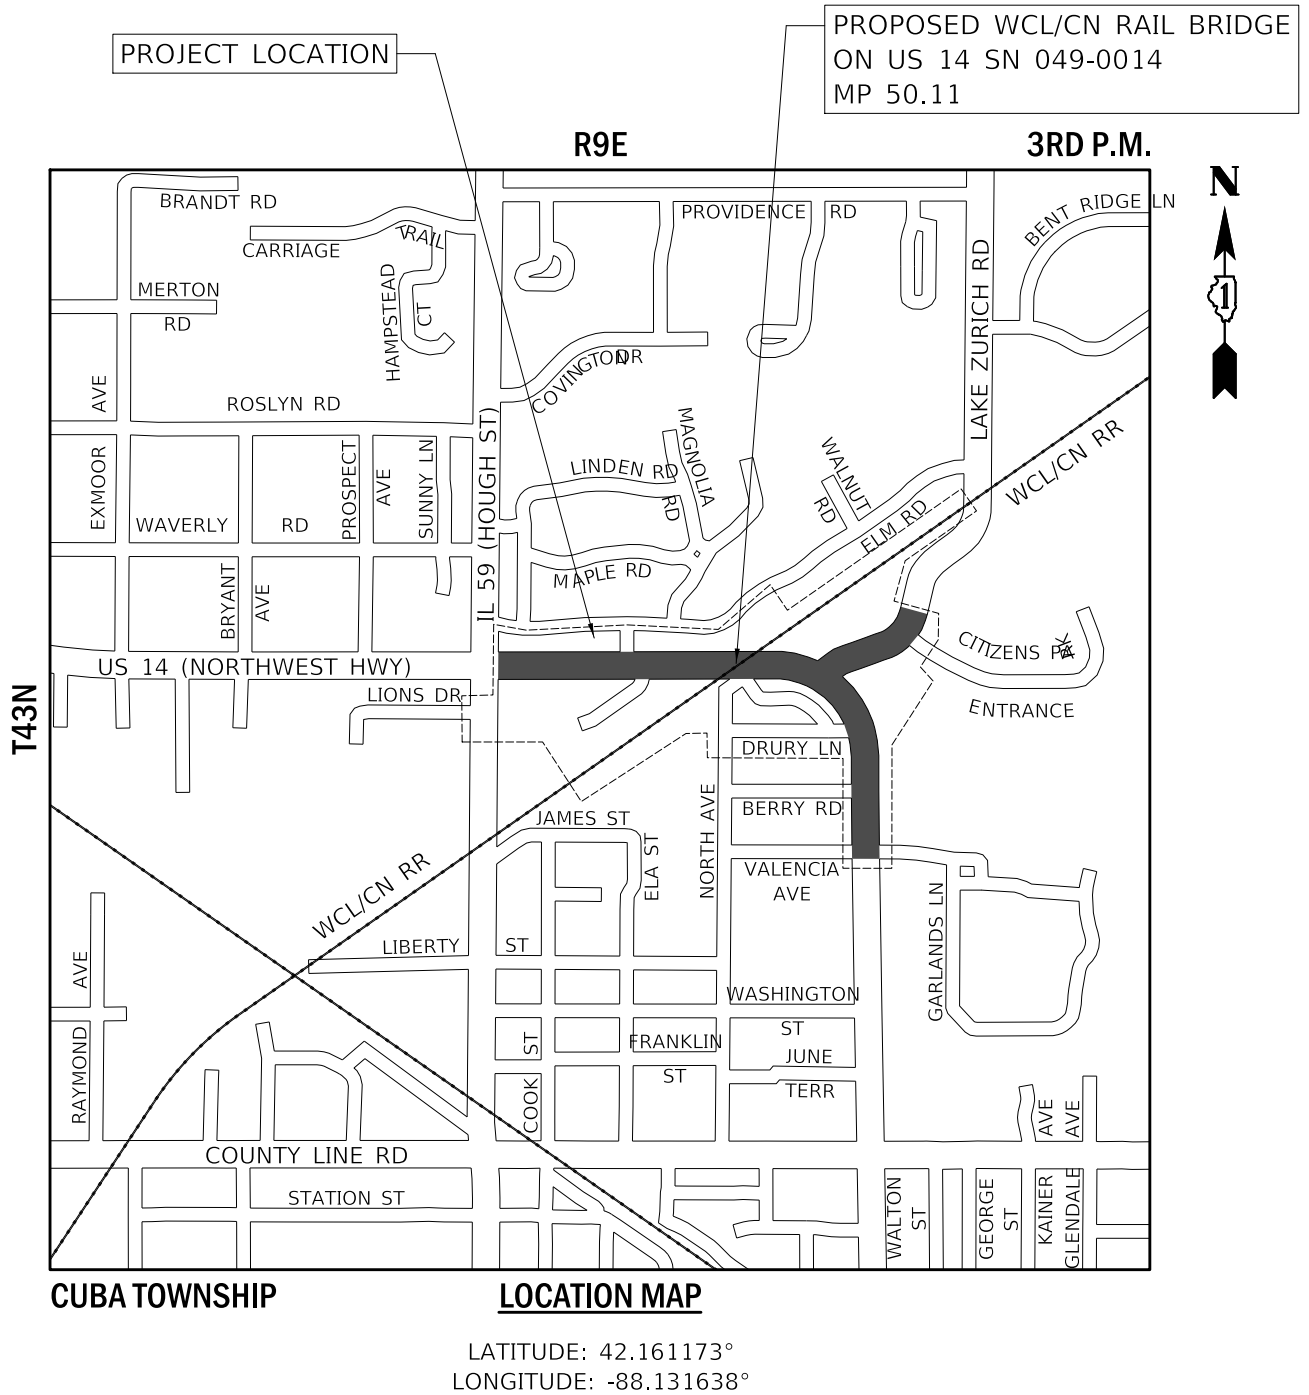 PROJECT LOCATION
PROPOSED WCL/CN RAIL BRIDGE
ON US 14 SN 049-0014
MP 50.11
R9E
3RD P.M.
N
1
BRANDT RD
PROVIDENCE RD
BENT RIDGE LN
CARRIAGE TRAIL
MERTON
RD
HAMPSTEAD
CT
LAKE ZURICH RD
COVINGTON DR
AVE
EXMOOR
ROSLYN RD
IL 59 (HOUGH ST)
MAGNOLIA
RD
WALNUT
RD
WCL/CN RR
LINDEN RD
PROSPECT
AVE
SUNNY LN
WAVERLY RD
ELM RD
MAPLE RD
BRYANT
AVE
US 14 (NORTHWEST HWY)
CITIZENS PK
ENTRANCE
LIONS DR
T43N
DRURY LN
BERRY RD
JAMES ST
ELA ST
NORTH AVE
VALENCIA
AVE
WCL/CN RR
LIBERTY ST
GARLANDS LN
RAYMOND AVE
WASHINGTON
ST
FRANKLIN
ST
JUNE
TERR
COOK ST
COUNTY LINE RD
STATION ST
WALTON
ST
GEORGE
ST
KAINER AVE
GLENDALE AVE
CUBA TOWNSHIP
LOCATION MAP
LATITUDE: 42.161173°
LONGITUDE: -88.131638°